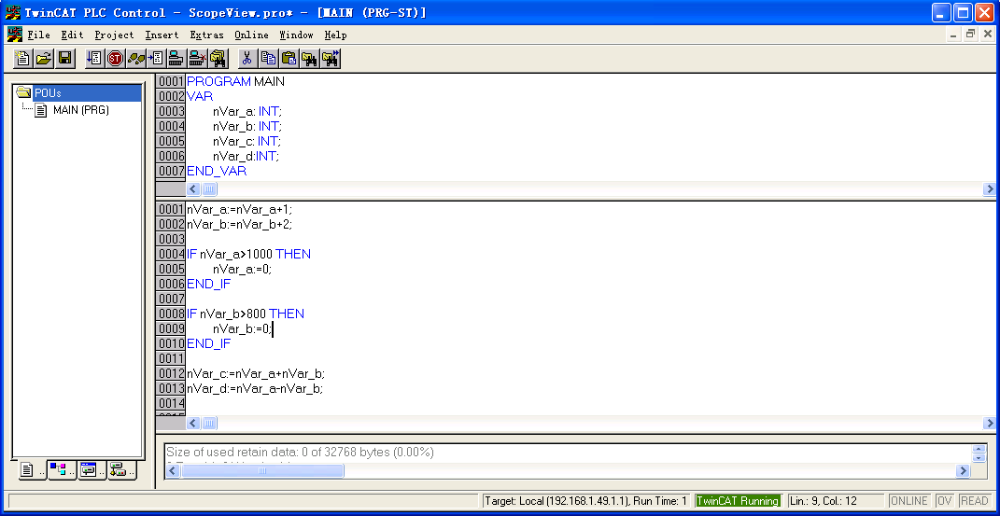 TwinCAT PLC Control - ScopeView.pro* - [MAIN (PRG-ST)]
File Edit Project Insert Extras Online Window Help
POUs
MAIN (PRG)
0001 PROGRAM MAIN
0002 VAR
0003 nVar_a: INT;
0004 nVar_b: INT;
0005 nVar_c: INT;
0006 nVar_d:INT;
0007 END_VAR
0001 nVar_a:=nVar_a+1;
0002 nVar_b:=nVar_b+2;
0003
0004 IF nVar_a>1000 THEN
0005 nVar_a:=0;
0006 END_IF
0007
0008 IF nVar_b>800 THEN
0009 nVar_b:=0;
0010 END_IF
0011
0012 nVar_c:=nVar_a+nVar_b;
0013 nVar_d:=nVar_a-nVar_b;
0014
Size of used retain data: 0 of 32768 bytes (0.00%)
Target: Local (192.168.1.49.1.1), Run Time: 1 TwinCAT Running Lin.: 9, Col.: 12 ONLINE OV READ